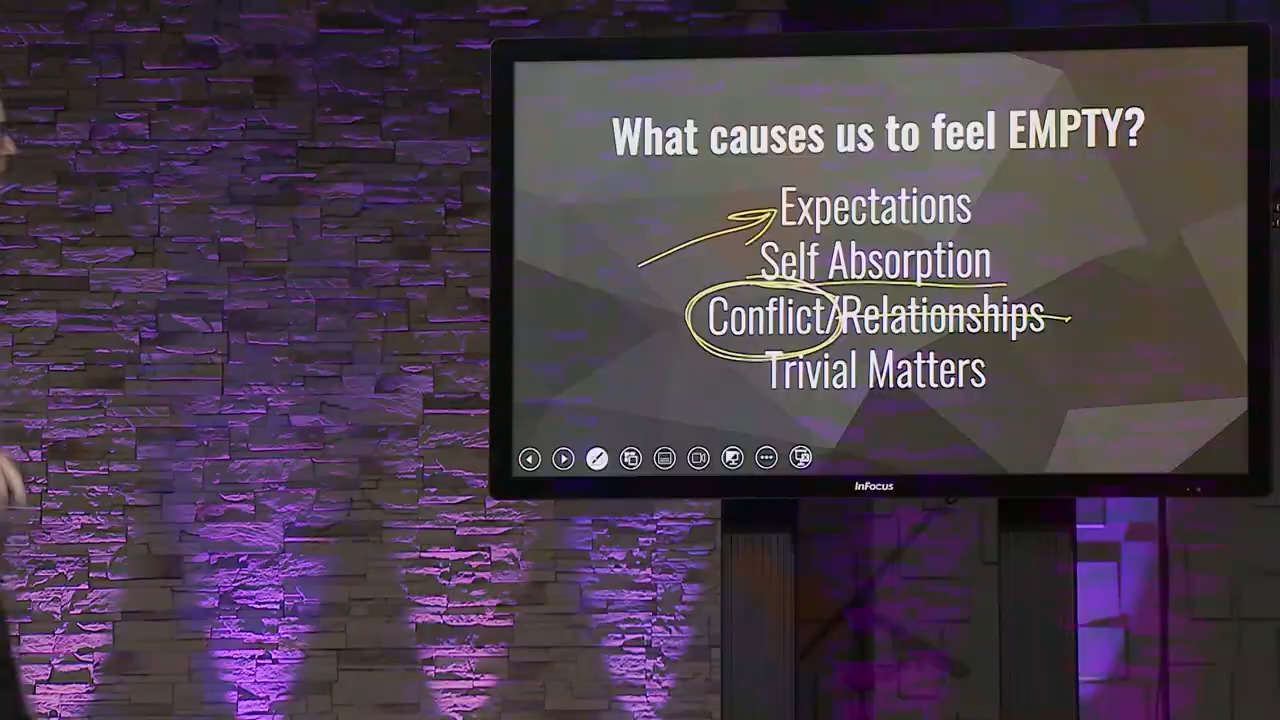 What causes us to feel EMPTY?
Expectations
Self Absorption
Conflict/Relationships
Trivial Matters
InFocus